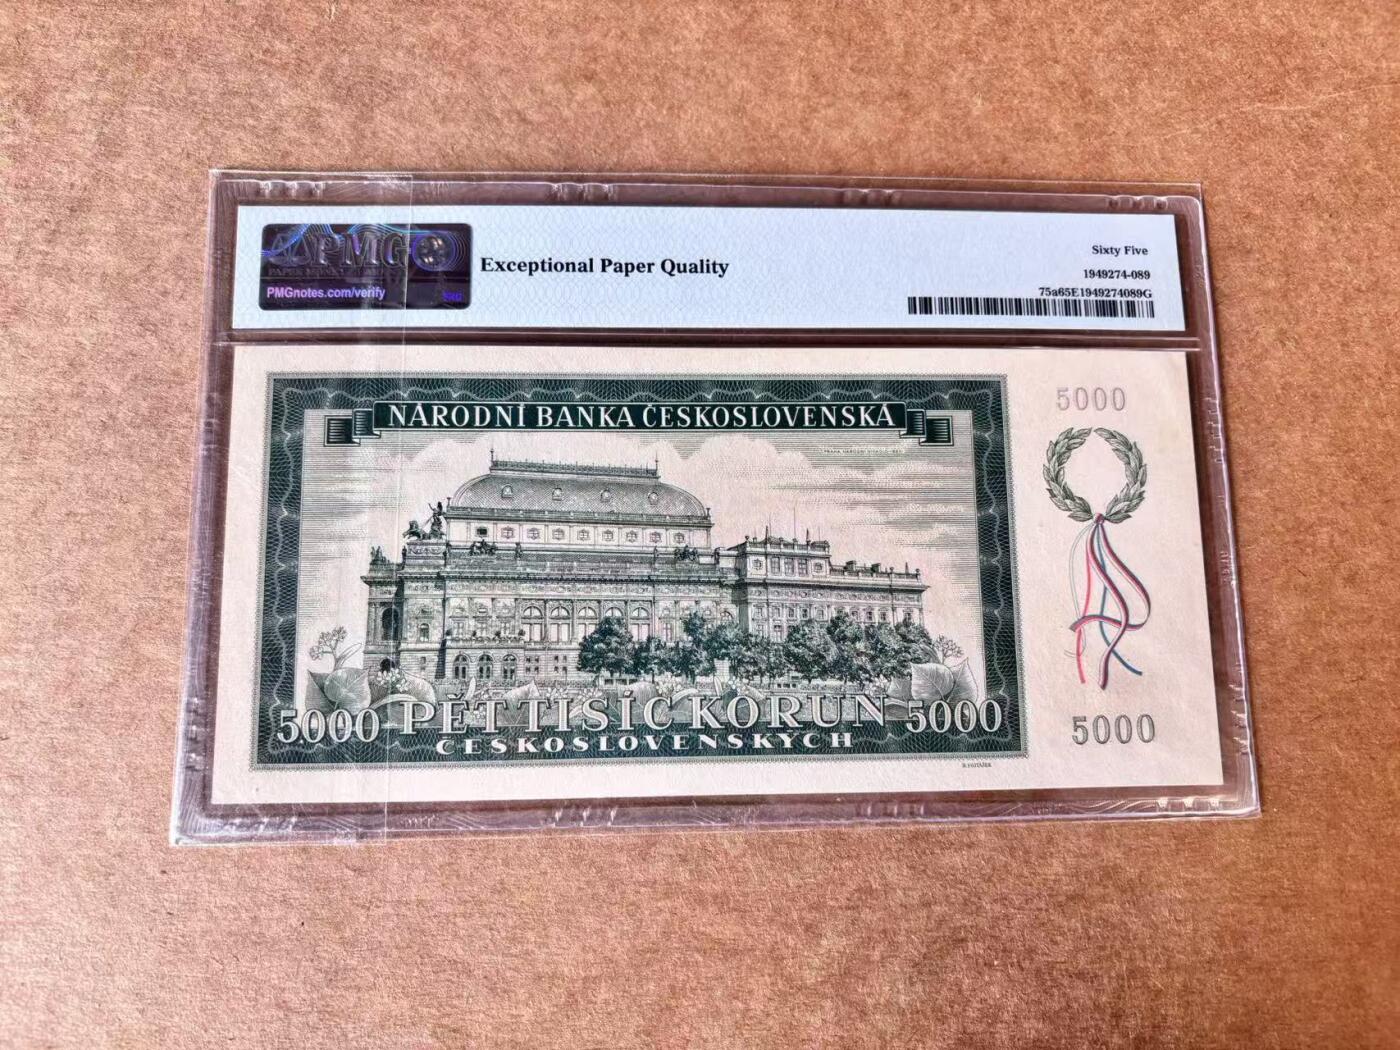 PMG
PMGnotes.com/verify
Exceptional Paper Quality
Sixty Five
1949274-089
75a65E1949274089G
NÁRODNÍ BANKA ČESKOSLOVENSKÁ
5000
5000 PĚT TISÍC KORUN 5000
ČESKOSLOVENSKÝCH
5000